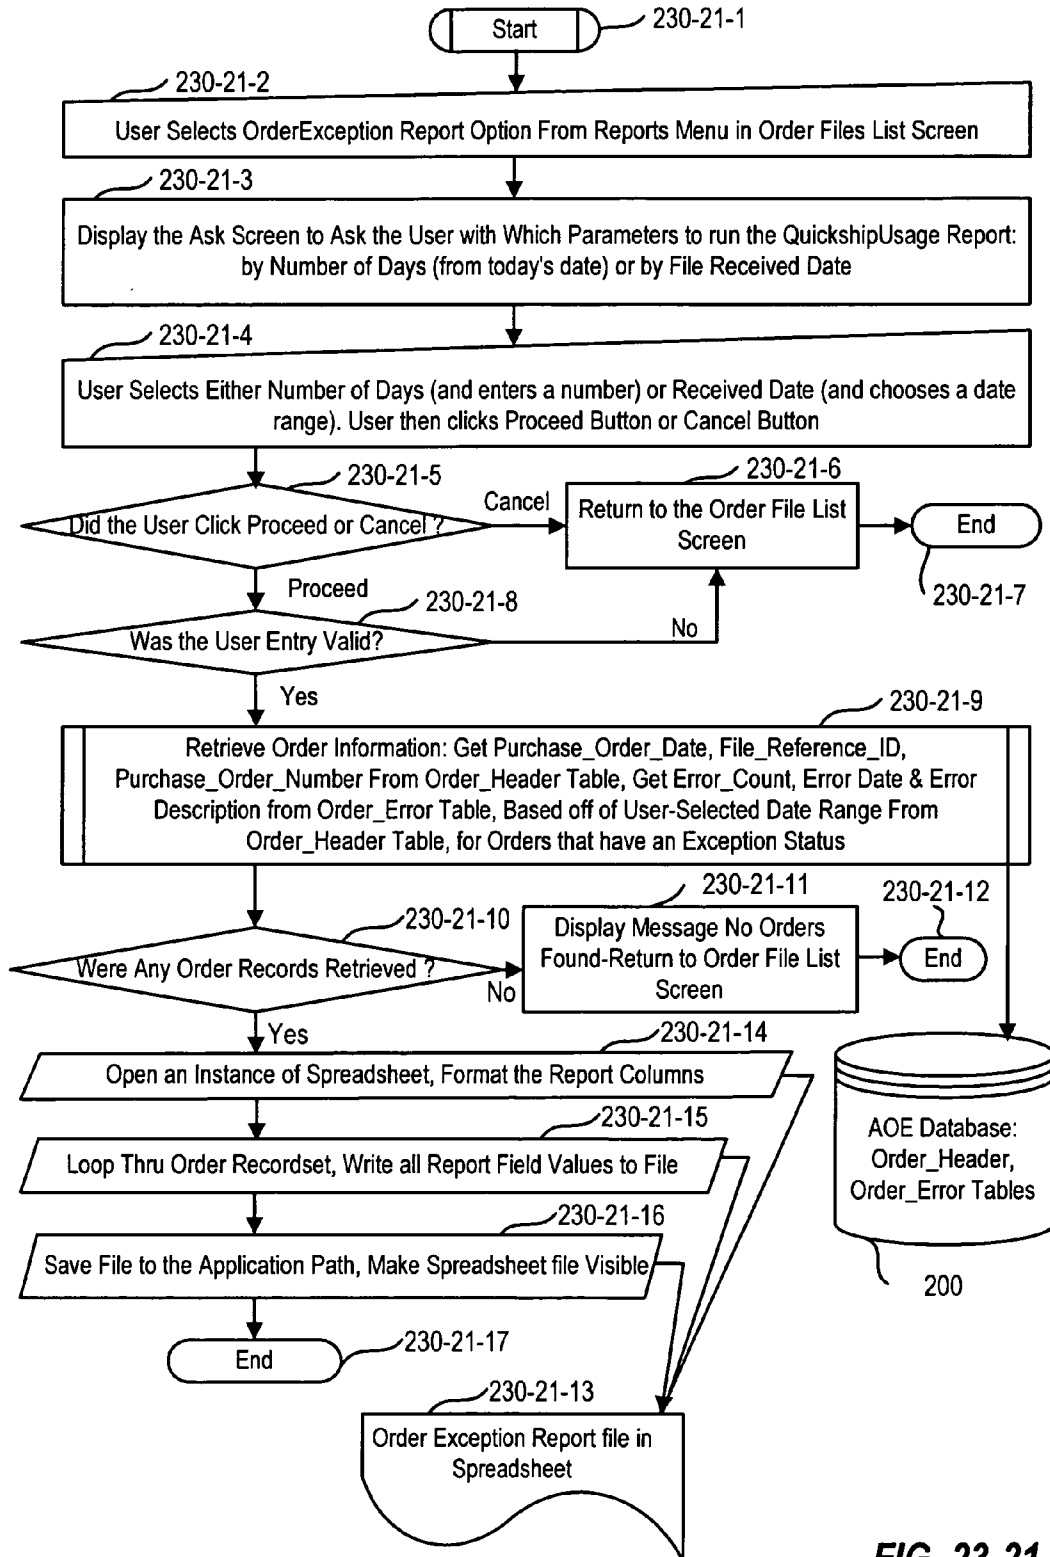 Start
230-21-1
230-21-2
User Selects OrderException Report Option From Reports Menu in Order Files List Screen
230-21-3
Display the Ask Screen to Ask the User with Which Parameters to run the QuickshipUsage Report:
by Number of Days (from today's date) or by File Received Date
230-21-4
User Selects Either Number of Days (and enters a number) or Received Date (and chooses a date
range). User then clicks Proceed Button or Cancel Button
230-21-5
Did the User Click Proceed or Cancel ?
Cancel
230-21-6
Return to the Order File List
Screen
End
230-21-7
Proceed
230-21-8
Was the User Entry Valid?
No
Yes
230-21-9
Retrieve Order Information: Get Purchase_Order_Date, File_Reference_ID,
Purchase_Order_Number From Order_Header Table, Get Error_Count, Error Date & Error
Description from Order_Error Table, Based off of User-Selected Date Range From
Order_Header Table, for Orders that have an Exception Status
230-21-10
Were Any Order Records Retrieved ?
No
230-21-11
Display Message No Orders
Found-Return to Order File List
Screen
230-21-12
End
Yes
230-21-14
Open an Instance of Spreadsheet, Format the Report Columns
230-21-15
Loop Thru Order Recordset, Write all Report Field Values to File
230-21-16
Save File to the Application Path, Make Spreadsheet file Visible
AOE Database:
Order_Header,
Order_Error Tables
200
End
230-21-17
230-21-13
Order Exception Report file in
Spreadsheet
FIG. 23-21